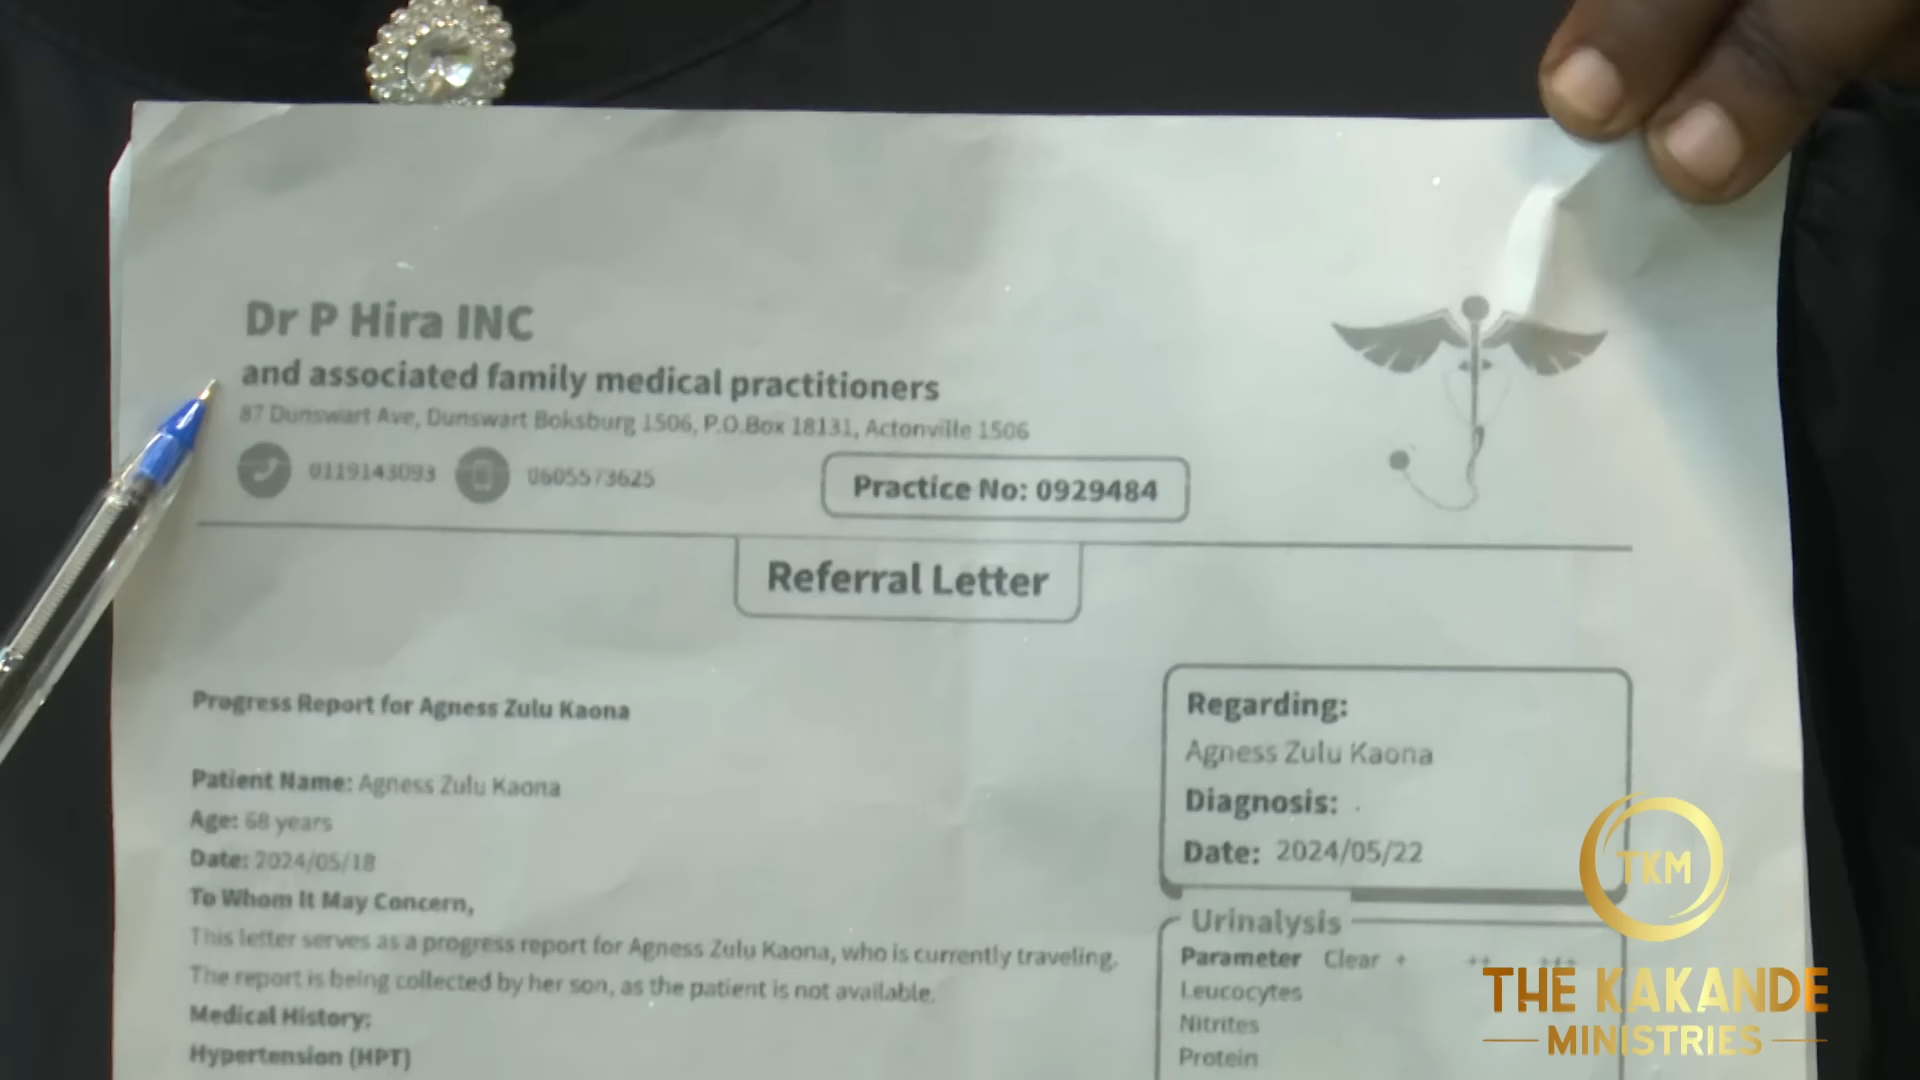 Dr P Hira INC
and associated family medical practitioners
87 Dunswart Ave, Dunswart Boksburg 1506, P.O.Box 18131, Actonville 1506
0119143093 0605573625
Practice No: 0929484
Referral Letter
Progress Report for Agness Zulu Kaona
Patient Name: Agness Zulu Kaona
Age: 68 years
Date: 2024/05/18
To Whom It May Concern,
This letter serves as a progress report for Agness Zulu Kaona, who is currently traveling.
The report is being collected by her son, as the patient is not available.
Medical History:
Hypertension (HPT)
Regarding:
Agness Zulu Kaona
Diagnosis: .
Date: 2024/05/22
Urinalysis
Parameter Clear + ++ +++
Leucocytes
Nitrites
Protein
TKM
THE KAKANDE
MINISTRIES